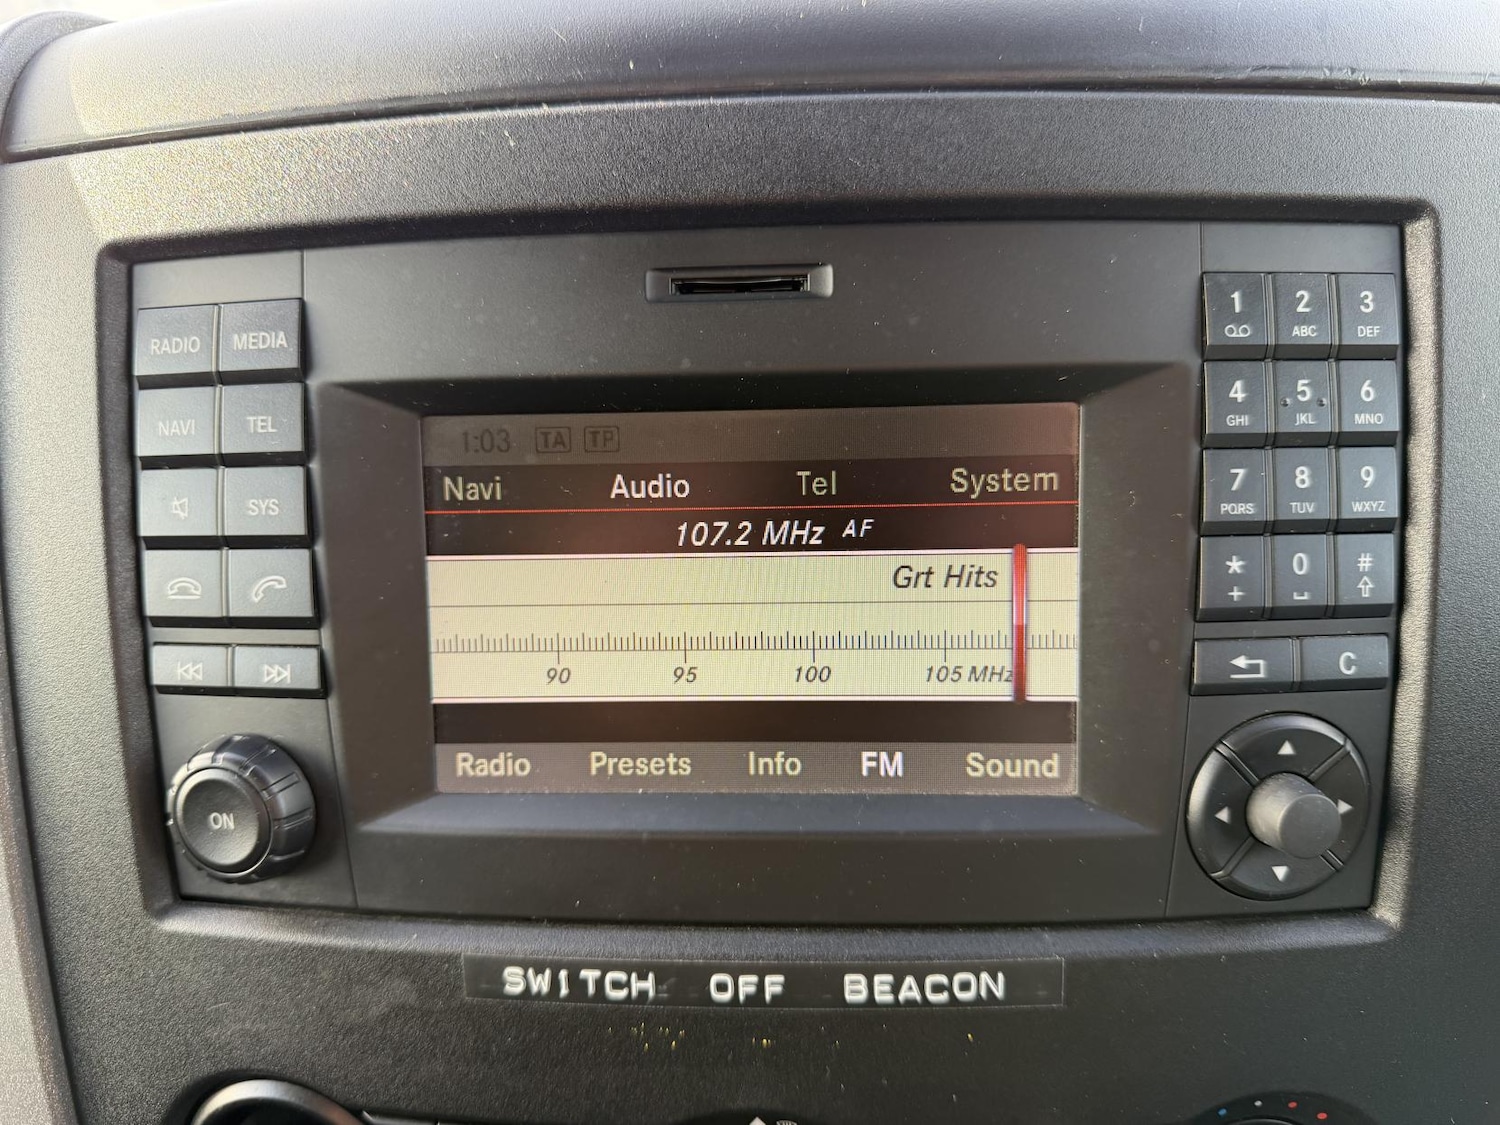 RADIO MEDIA
NAVI TEL
SYS
ON
1:03 TA TP
Navi Audio Tel System
107.2 MHz AF
Grt Hits
90 95 100 105 MHz
Radio Presets Info FM Sound
1 2 3
ABC DEF
4 5 6
GHI JKL MNO
7 8 9
PQRS TUV WXYZ
* 0 #
+
C
SWITCH OFF BEACON